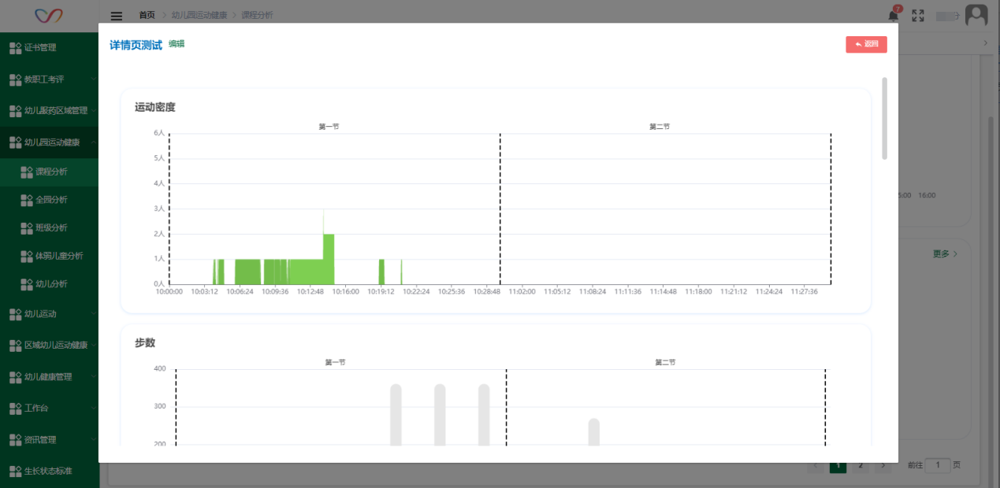 首页 > 幼儿园运动健康 > 课程分析
7
证书管理
教职工考评
幼儿服药区域管理
幼儿园运动健康
课程分析
全园分析
班级分析
体弱儿童分析
幼儿分析
幼儿运动
区域幼儿运动健康
幼儿健康管理
工作台
资讯管理
生长状态标准
详情页测试 编辑
返回
运动密度
第一节 第二节
6人
5人
4人
3人
2人
1人
0人
10:00:00 10:03:12 10:06:24 10:09:36 10:12:48 10:16:00 10:19:12 10:22:24 10:25:36 10:28:48 11:02:00 11:05:12 11:08:24 11:11:36 11:14:48 11:18:00 11:21:12 11:24:24 11:27:36
步数
第一节 第二节
400
300
200
5:00 16:00
更多 >
< 1 2 > 前往 1 页